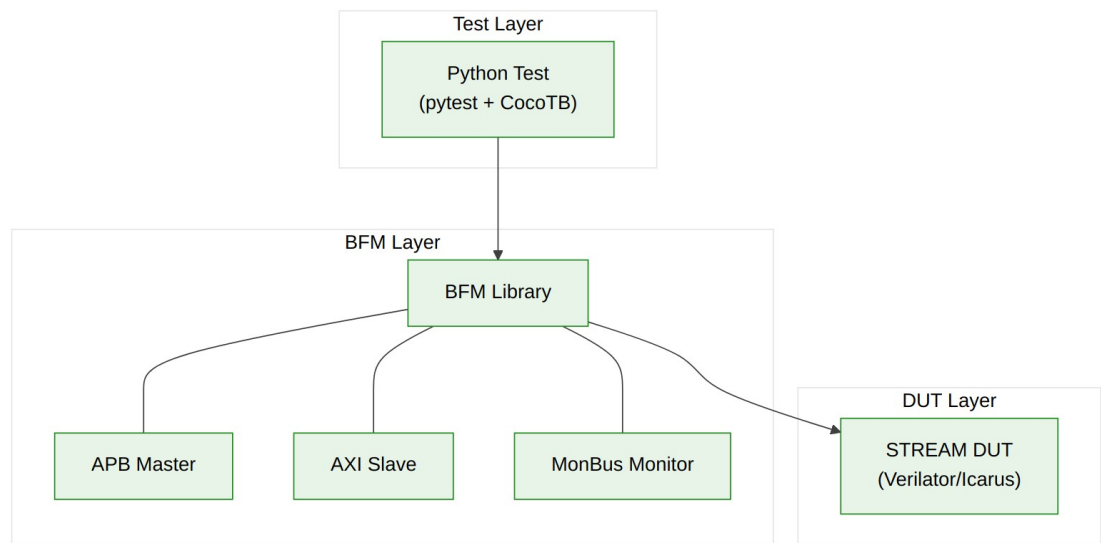 Test Layer
Python Test
(pytest + CocoTB)
BFM Layer
BFM Library
APB Master
AXI Slave
MonBus Monitor
DUT Layer
STREAM DUT
(Verilator/Icarus)